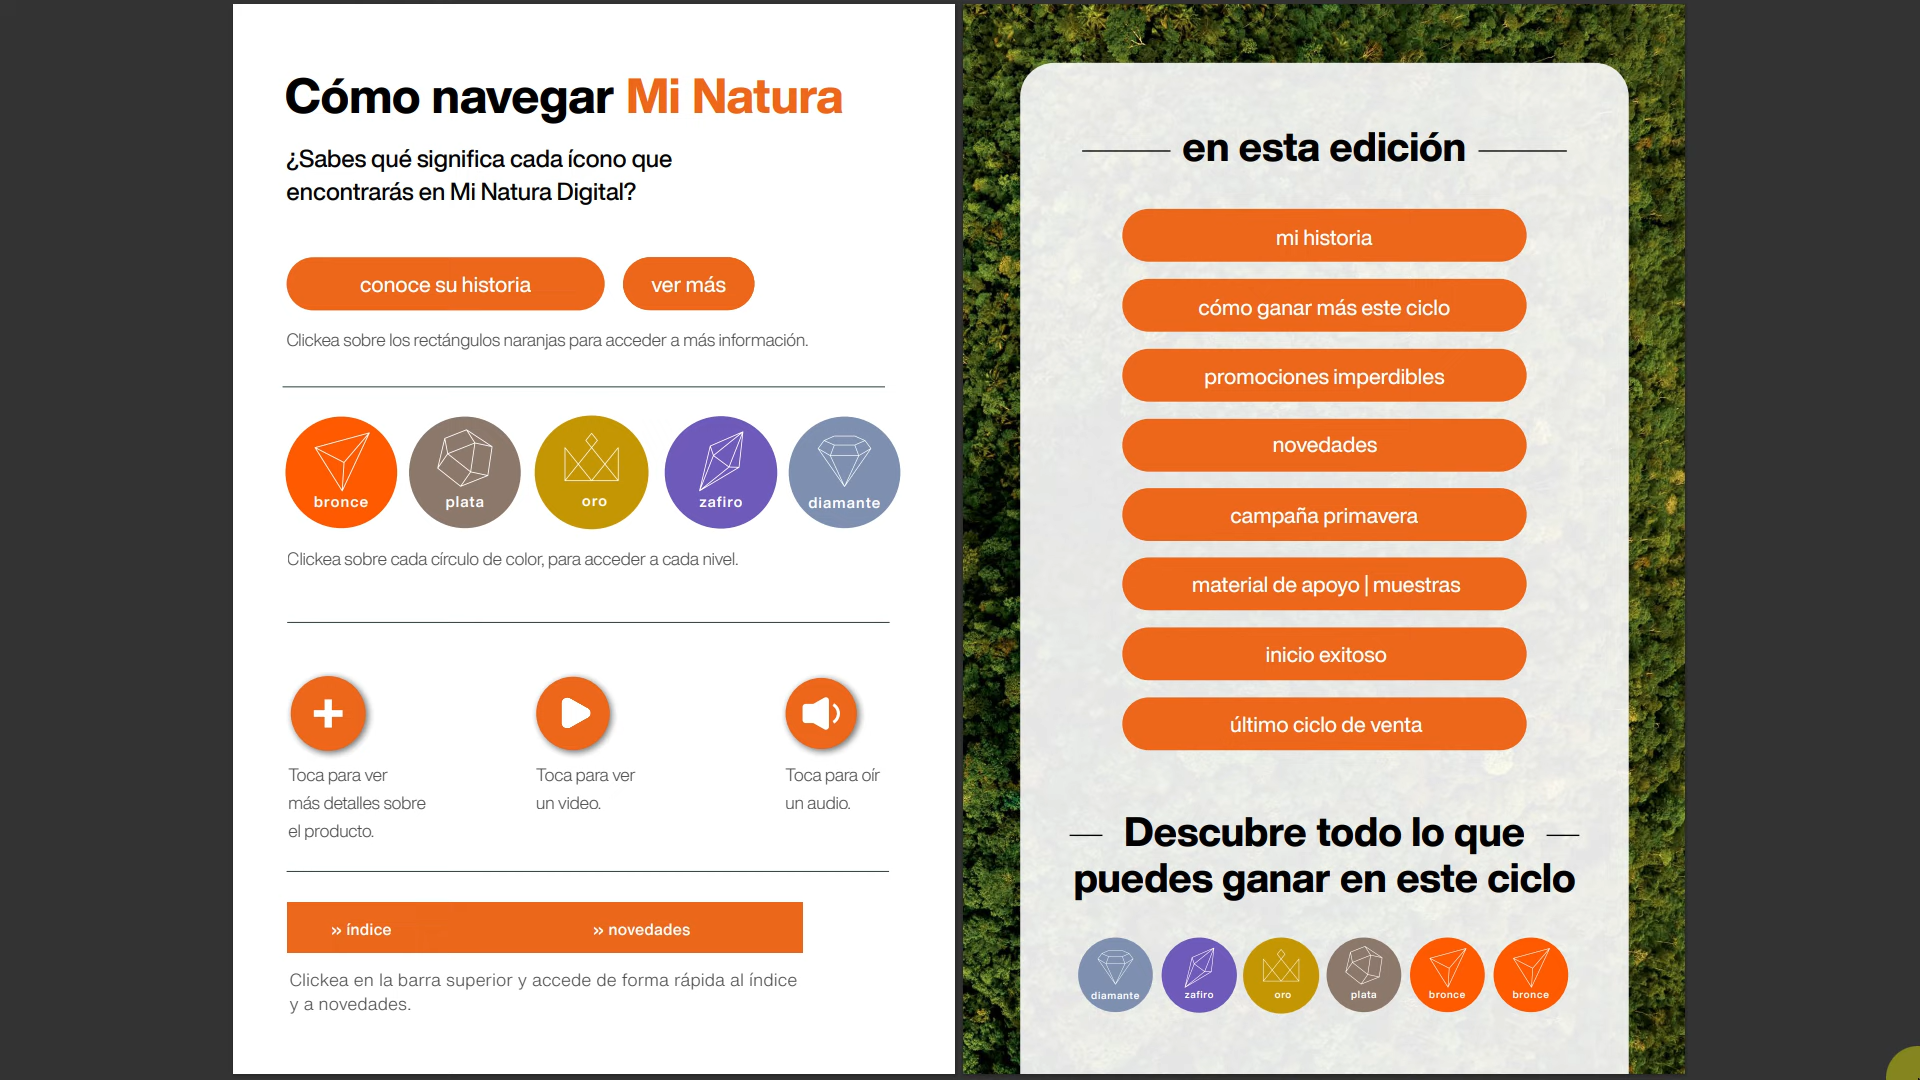 Cómo navegar Mi Natura
¿Sabes qué significa cada ícono que
encontrarás en Mi Natura Digital?
conoce su historia
ver más
Clickea sobre los rectángulos naranjas para acceder a más información.
bronce
plata
oro
zafiro
diamante
Clickea sobre cada círculo de color, para acceder a cada nivel.
Toca para ver
más detalles sobre
el producto.
Toca para ver
un video.
Toca para oír
un audio.
» índice
» novedades
Clickea en la barra superior y accede de forma rápida al índice
y a novedades.
en esta edición
mi historia
cómo ganar más este ciclo
promociones imperdibles
novedades
campaña primavera
material de apoyo | muestras
inicio exitoso
último ciclo de venta
Descubre todo lo que
puedes ganar en este ciclo
diamante
zafiro
oro
plata
bronce
bronce